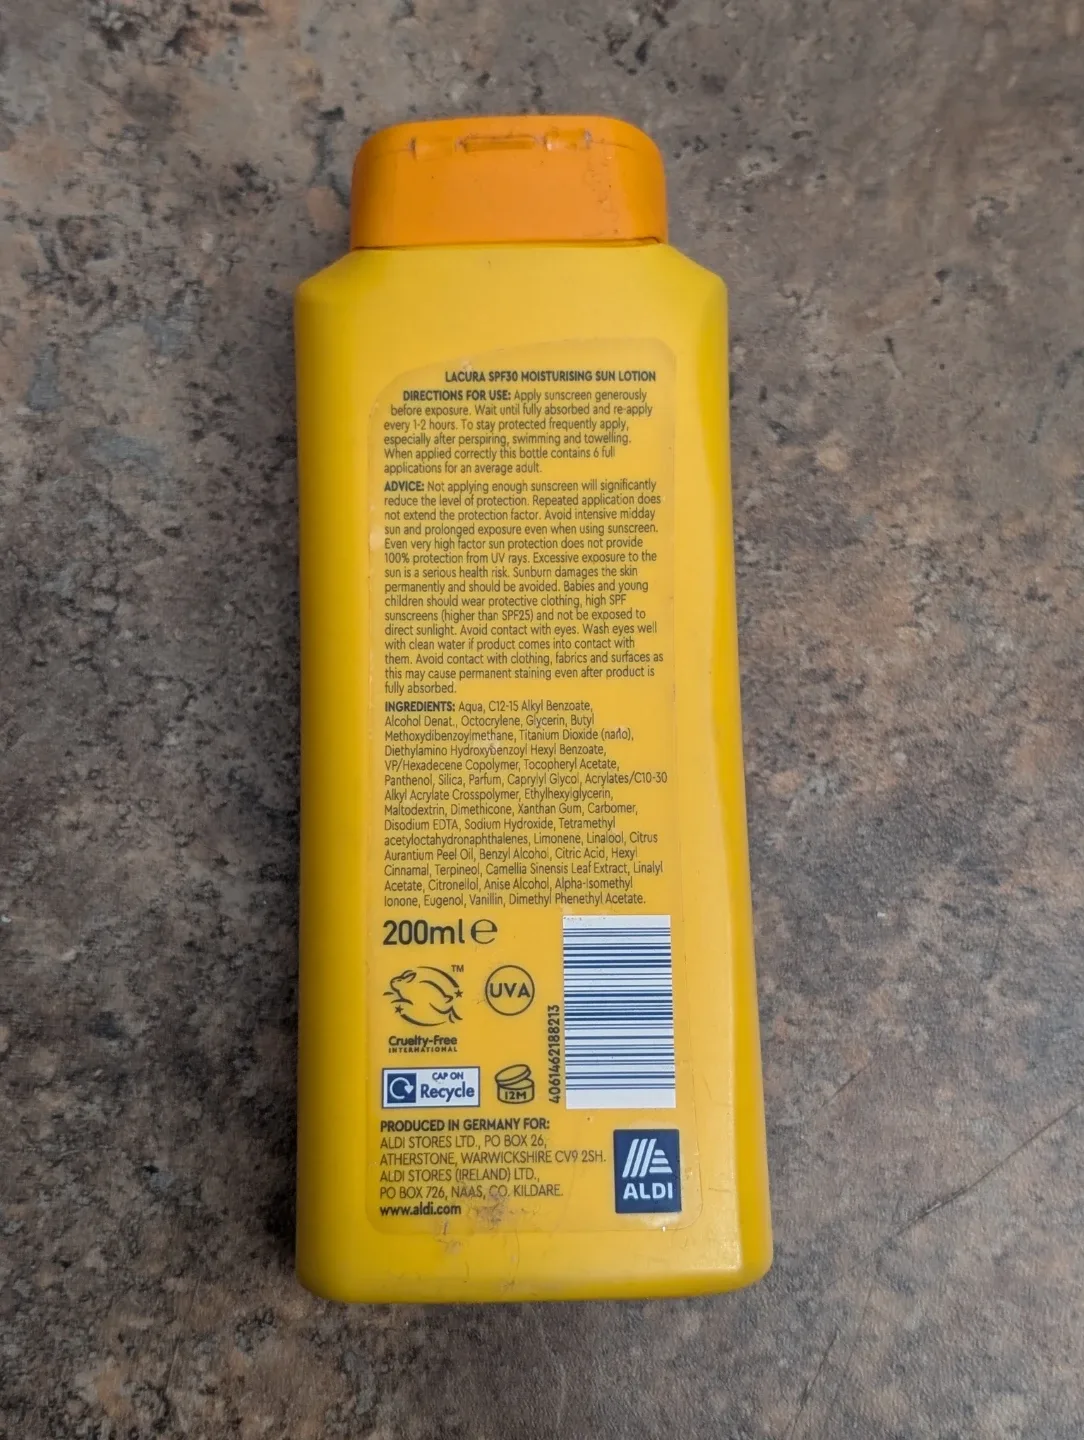 LACURA SPF30 MOISTURISING SUN LOTION
DIRECTIONS FOR USE: Apply sunscreen generously
before exposure. Wait until fully absorbed and re-apply
every 1-2 hours. To stay protected frequently apply,
especially after perspiring, swimming and towelling.
When applied correctly this bottle contains 6 full
applications for an average adult.
ADVICE: Not applying enough sunscreen will significantly
reduce the level of protection. Repeated application does
not extend the protection factor. Avoid intensive midday
sun and prolonged exposure even when using sunscreen.
Even very high factor sun protection does not provide
100% protection from UV rays. Excessive exposure to the
sun is a serious health risk. Sunburn damages the skin
permanently and should be avoided. Babies and young
children should wear protective clothing, high SPF
sunscreens (higher than SPF25) and not be exposed to
direct sunlight. Avoid contact with eyes. Wash eyes well
with clean water if product comes into contact with
them. Avoid contact with clothing, fabrics and surfaces as
this may cause permanent staining even after product is
fully absorbed.
INGREDIENTS: Aqua, C12-15 Alkyl Benzoate,
Alcohol Denat., Octocrylene, Glycerin, Butyl
Methoxydibenzoylmethane, Titanium Dioxide (nano),
Diethylamino Hydroxybenzoyl Hexyl Benzoate,
VP/Hexadecene Copolymer, Tocopheryl Acetate,
Panthenol, Silica, Parfum, Caprylyl Glycol, Acrylates/C10-30
Alkyl Acrylate Crosspolymer, Ethylhexylglycerin,
Maltodextrin, Dimethicone, Xanthan Gum, Carbomer,
Disodium EDTA, Sodium Hydroxide, Tetramethyl
acetyloctahydronaphthalenes, Limonene, Linalool, Citrus
Aurantium Peel Oil, Benzyl Alcohol, Citric Acid, Hexyl
Cinnamal, Terpineol, Camellia Sinensis Leaf Extract, Linalyl
Acetate, Citronellol, Anise Alcohol, Alpha-Isomethyl
Ionone, Eugenol, Vanillin, Dimethyl Phenethyl Acetate.
200ml ℮
TM
UVA
Cruelty-Free
INTERNATIONAL
CAP ON
Recycle
12M
4061462188213
PRODUCED IN GERMANY FOR:
ALDI STORES LTD., PO BOX 26,
ATHERSTONE, WARWICKSHIRE CV9 2SH.
ALDI STORES (IRELAND) LTD.,
PO BOX 726, NAAS, CO. KILDARE.
www.aldi.com
ALDI